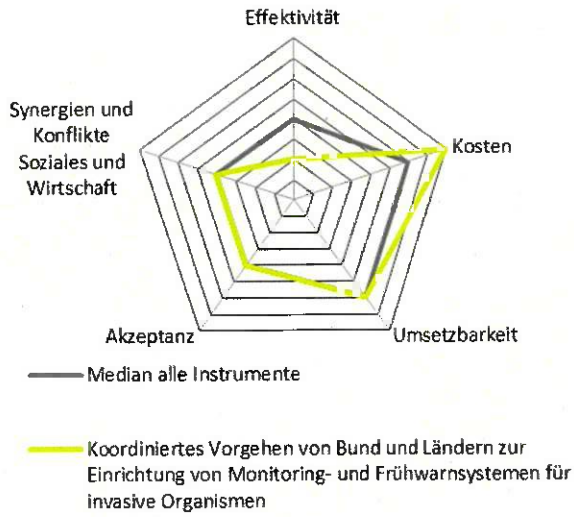 Effektivität
Synergien und
Konflikte
Soziales und
Wirtschaft
Kosten
Akzeptanz
Umsetzbarkeit
Median alle Instrumente
Koordiniertes Vorgehen von Bund und Ländern zur
Einrichtung von Monitoring- und Frühwarnsystemen für
invasive Organismen